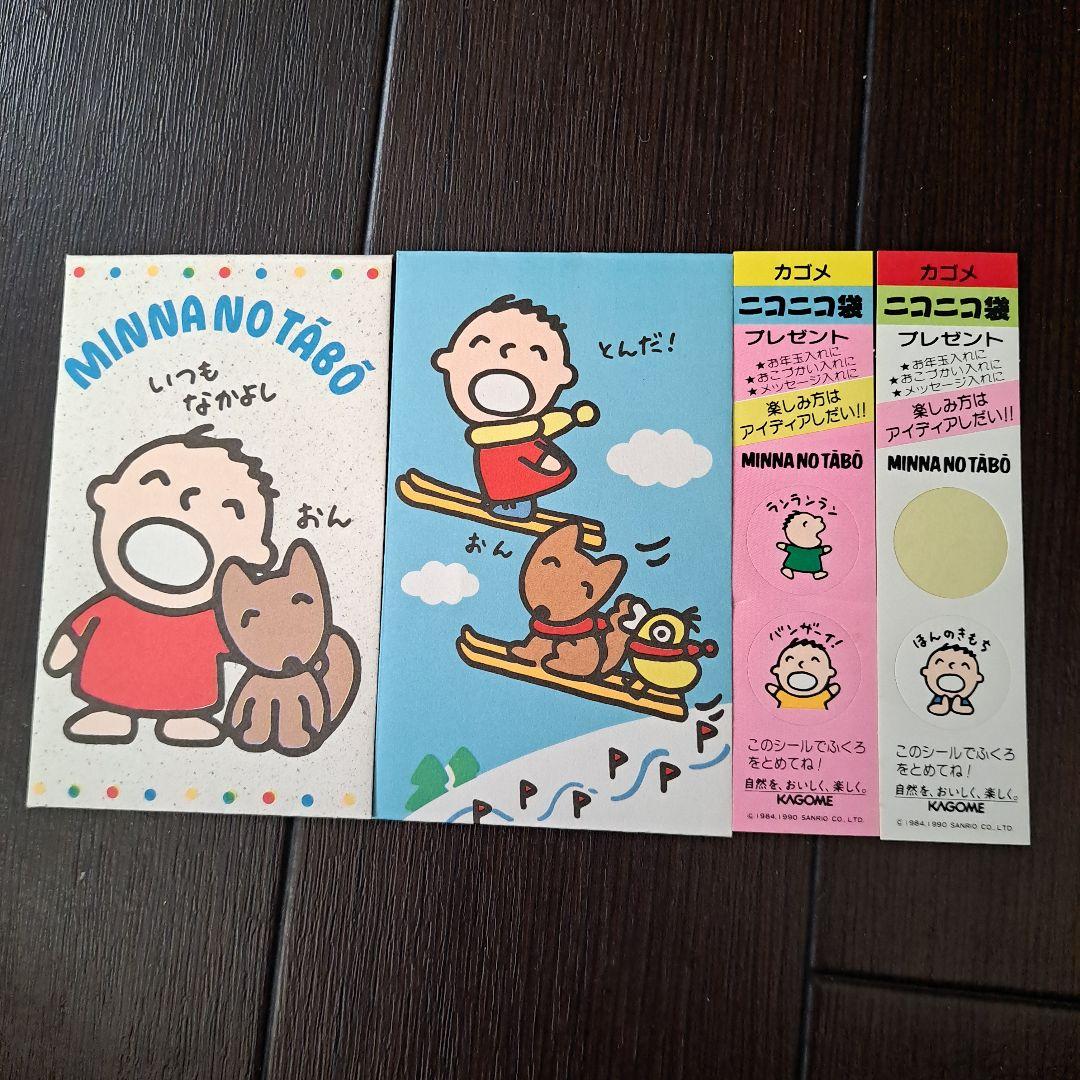 MINNA NO TĀBŌ
いつも
なかよし
おん
とんだ!
おん
カゴメ
ニコニコ袋
プレゼント
★お年玉入れに
★おこづかい入れに
★メッセージ入れに
楽しみ方は
アイディアしだい!!
MINNA NO TĀBŌ
ランランラン
バンザーイ!
このシールでふくろ
をとめてね!
自然を、おいしく、楽しく。
KAGOME
© 1984, 1990 SANRIO CO., LTD.
カゴメ
ニコニコ袋
プレゼント
★お年玉入れに
★おこづかい入れに
★メッセージ入れに
楽しみ方は
アイディアしだい!!
MINNA NO TĀBŌ
ほんのきもち
このシールでふくろ
をとめてね!
自然を、おいしく、楽しく。
KAGOME
© 1984, 1990 SANRIO CO., LTD.